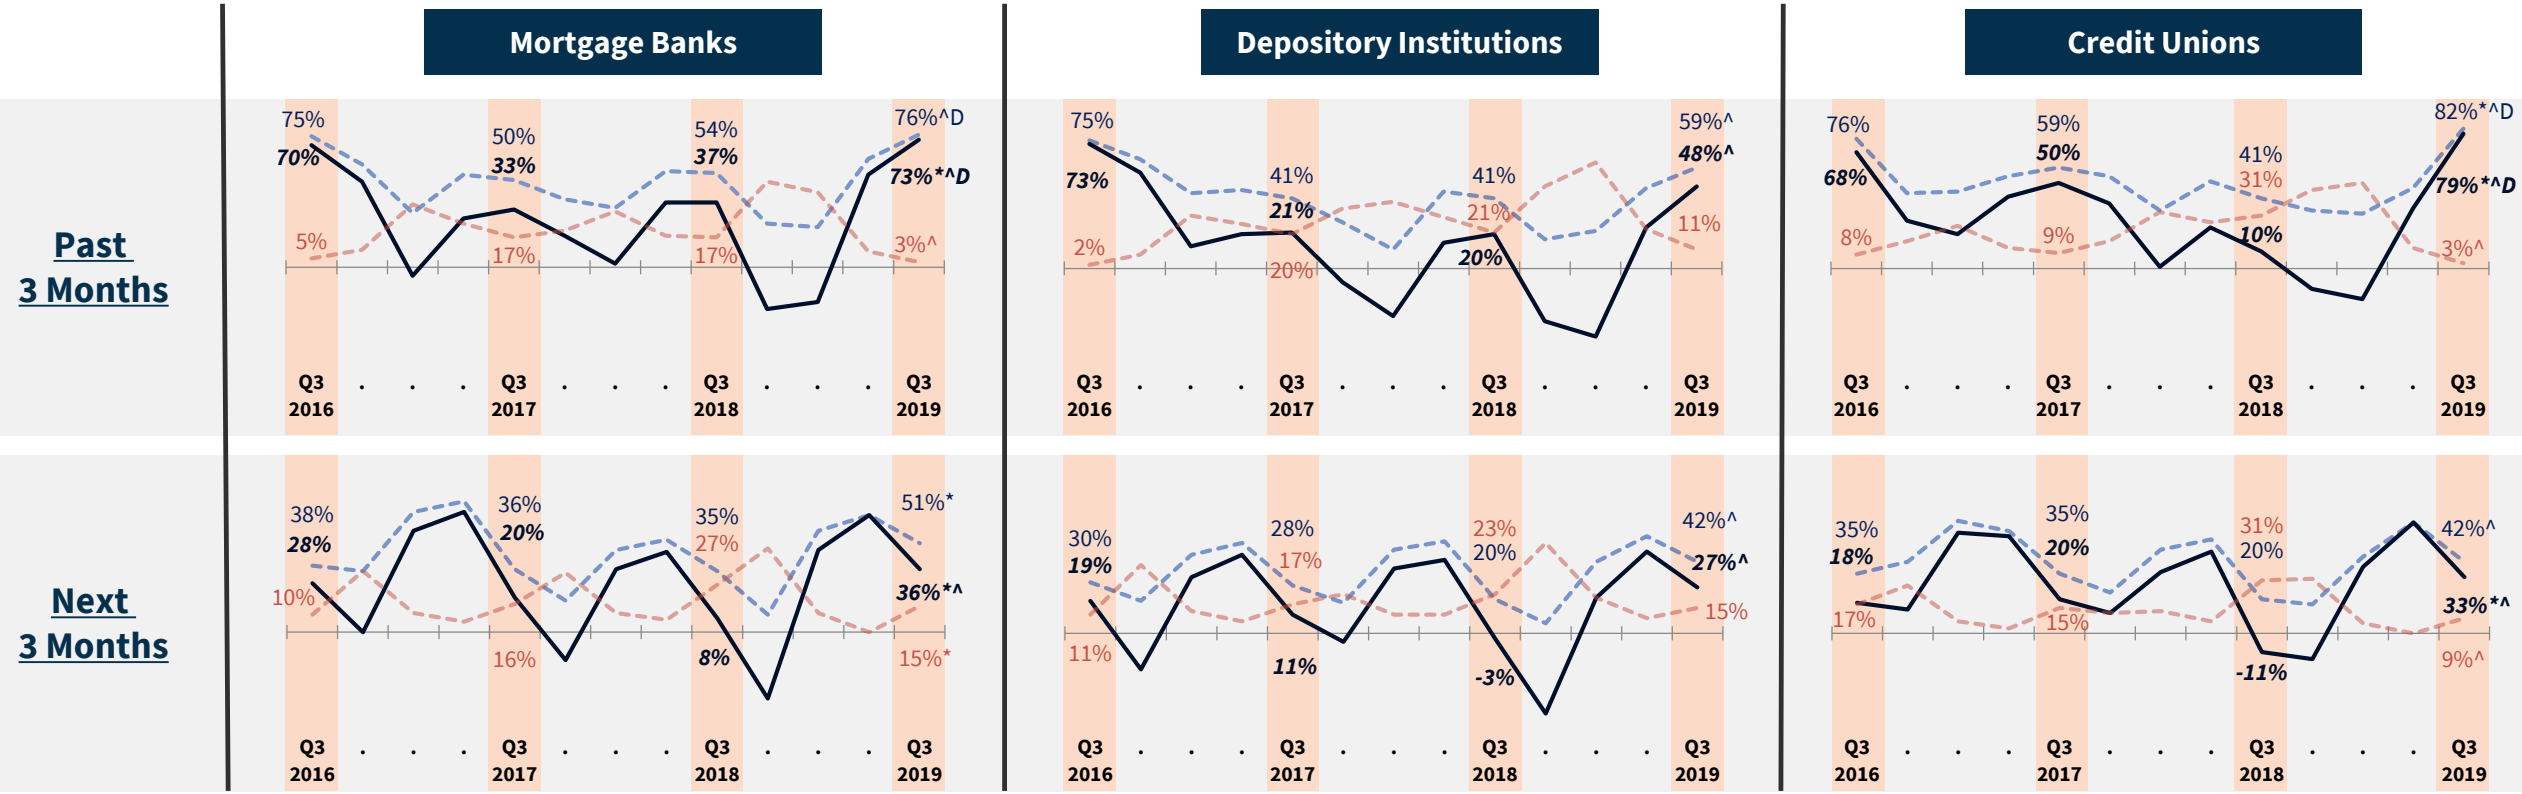 Mortgage Banks
Depository Institutions
Credit Unions
Past
3 Months
75%
70%
5%
50%
33%
17%
54%
37%
17%
76%^D
73%*^D
3%^
Q3 . . . Q3 . . . Q3 . . . Q3
2016 2017 2018 2019
75%
73%
2%
41%
21%
20%
41%
21%
20%
59%^
48%^
11%
Q3 . . . Q3 . . . Q3 . . . Q3
2016 2017 2018 2019
76%
68%
8%
59%
50%
9%
41%
31%
10%
82%*^D
79%*^D
3%^
Q3 . . . Q3 . . . Q3 . . . Q3
2016 2017 2018 2019
Next
3 Months
38%
28%
10%
36%
20%
16%
35%
27%
8%
51%*
36%*^
15%*
Q3 . . . Q3 . . . Q3 . . . Q3
2016 2017 2018 2019
30%
19%
11%
28%
17%
11%
23%
20%
-3%
42%^
27%^
15%
Q3 . . . Q3 . . . Q3 . . . Q3
2016 2017 2018 2019
35%
18%
17%
35%
20%
15%
31%
20%
-11%
42%^
33%*^
9%^
Q3 . . . Q3 . . . Q3 . . . Q3
2016 2017 2018 2019